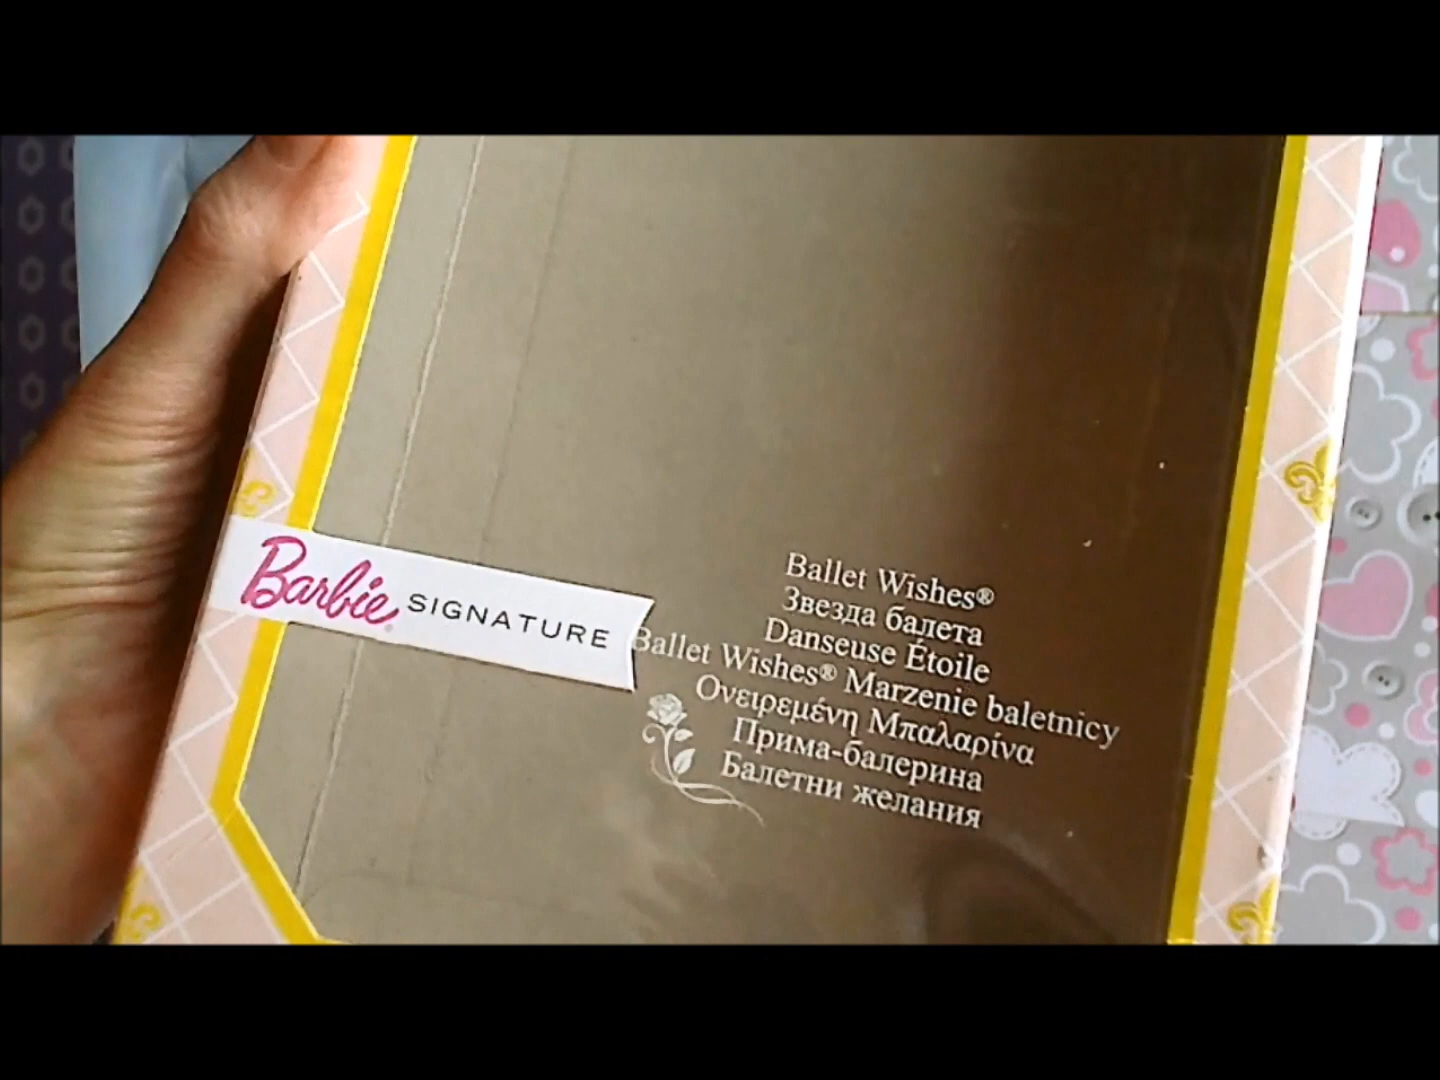 Barbie® SIGNATURE
Ballet Wishes®
Звезда балета
Danseuse Étoile
Ballet Wishes® Marzenie baletnicy
Ονειρεμένη Μπαλαρίνα
Прима-балерина
Балетни желания